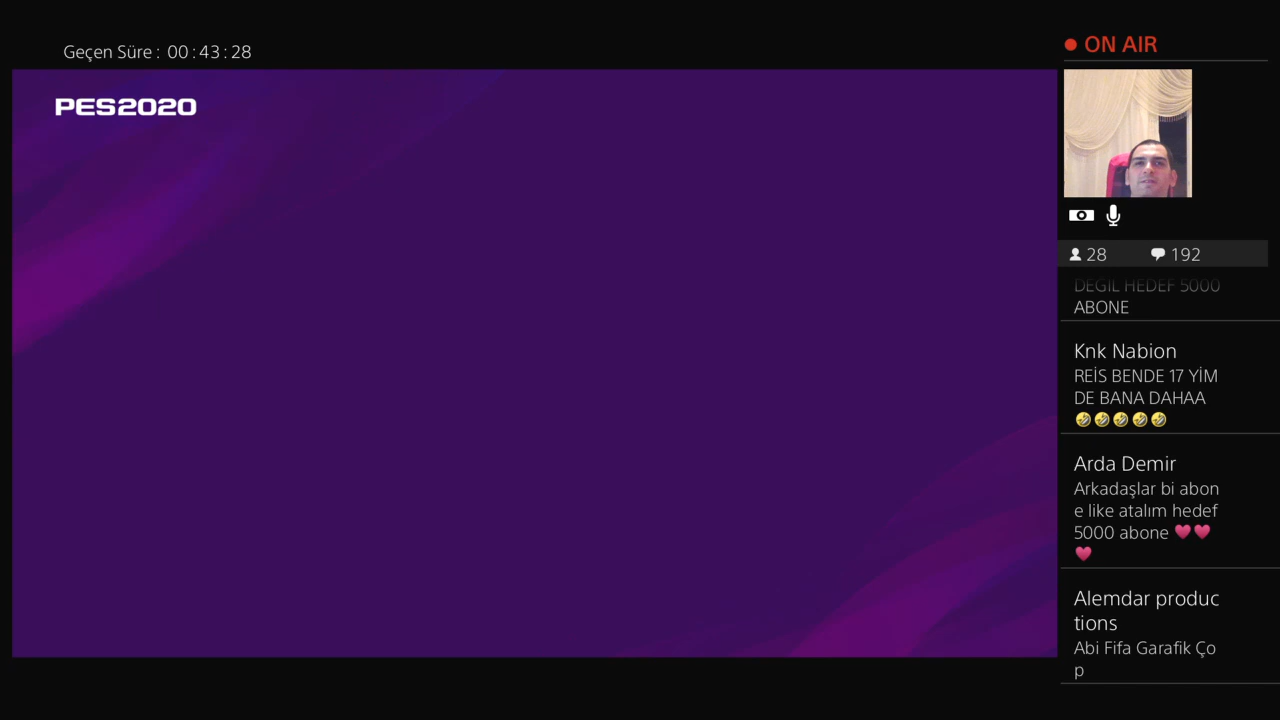 Geçen Süre : 00:43:28
ON AIR
PES2020
28 192
DEĞİL HEDEF 5000
ABONE
Knk Nabion
REİS BENDE 17 YİM
DE BANA DAHAA
🤣🤣🤣🤣🤣
Arda Demir
Arkadaşlar bi abon
e like atalım hedef
5000 abone ❤❤
❤
Alemdar produc
tions
Abi Fifa Garafik Ço
p